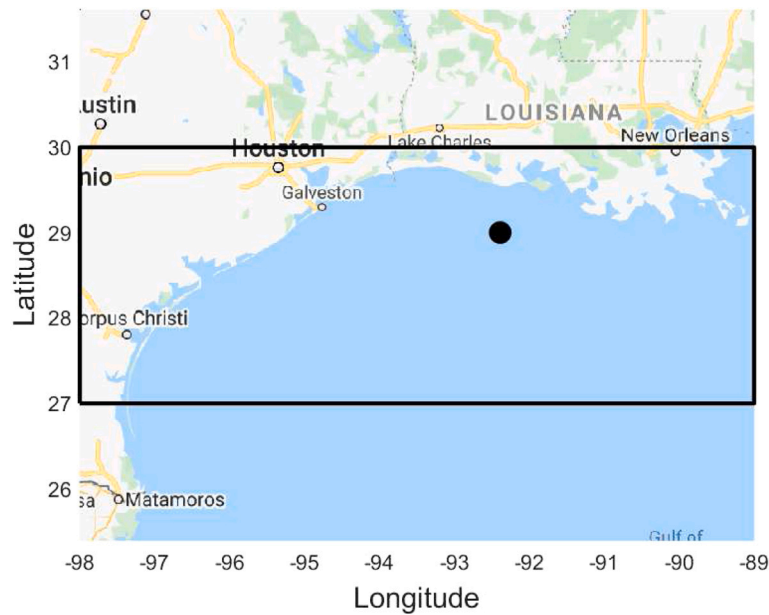 31
.ustin
LOUISIANA
30
New Orleans
Lake Charles
Houston
nio
Galveston
29
Latitude
28
orpus Christi
27
26
sa
Matamoros
Gulf of
-98 -97 -96 -95 -94 -93 -92 -91 -90 -89
Longitude